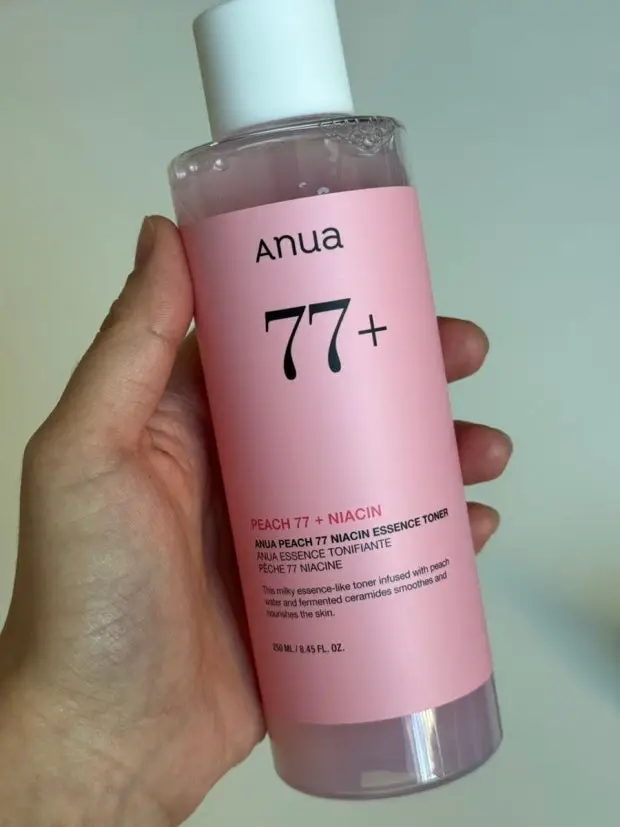 Anua
77+
PEACH 77 + NIACIN
ANUA PEACH 77 NIACIN ESSENCE TONER
ANUA ESSENCE TONIFIANTE
PÊCHE 77 NIACINE
This milky essence-like toner infused with peach
water and fermented ceramides smoothes and
nourishes the skin.
250 ML / 8.45 FL. OZ.